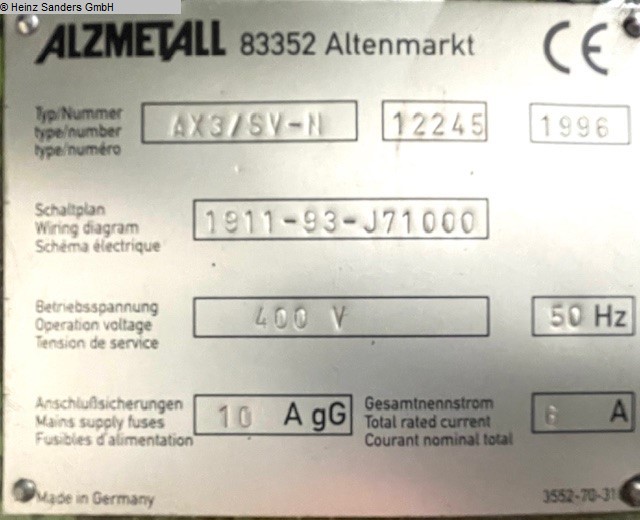 © Heinz Sanders GmbH
ALZMETALL 83352 Altenmarkt CE
Typ/Nummer
type/number AX3/SV-N 12245 1996
type/numéro
Schaltplan
Wiring diagram 1911-93-J71000
Schéma électrique
Betriebsspannung
Operation voltage 400 V 50 Hz
Tension de service
Anschlußsicherungen Gesamtnennstrom
Mains supply fuses 10 A gG Total rated current 6 A
Fusibles d'alimentation Courant nominal total
Made in Germany 3552-70-31